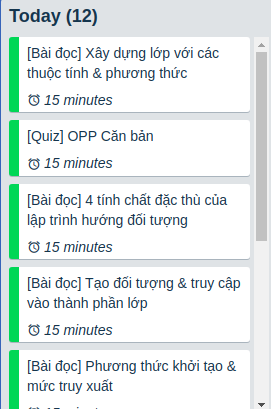 Today (12)
[Bài đọc] Xây dựng lớp với các
thuộc tính & phương thức
15 minutes
[Quiz] OPP Căn bản
15 minutes
[Bài đọc] 4 tính chất đặc thù của
lập trình hướng đối tượng
15 minutes
[Bài đọc] Tạo đối tượng & truy cập
vào thành phần lớp
15 minutes
[Bài đọc] Phương thức khởi tạo &
mức truy xuất
15 minutes